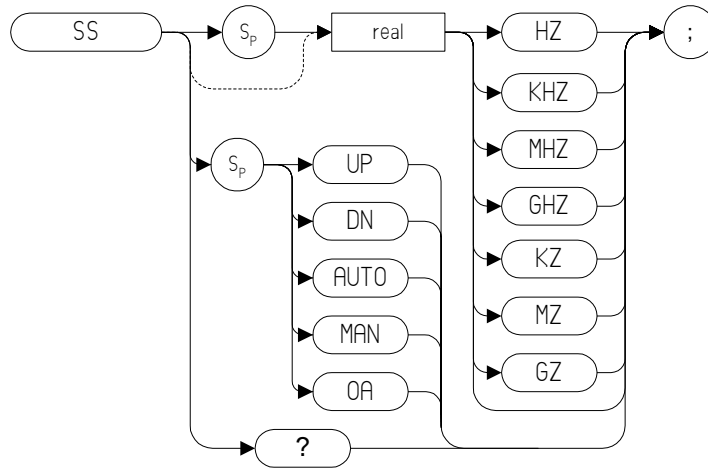 SS Sp real HZ ;
KHZ
MHZ
GHZ
KZ
MZ
GZ
Sp UP
DN
AUTO
MAN
OA
?